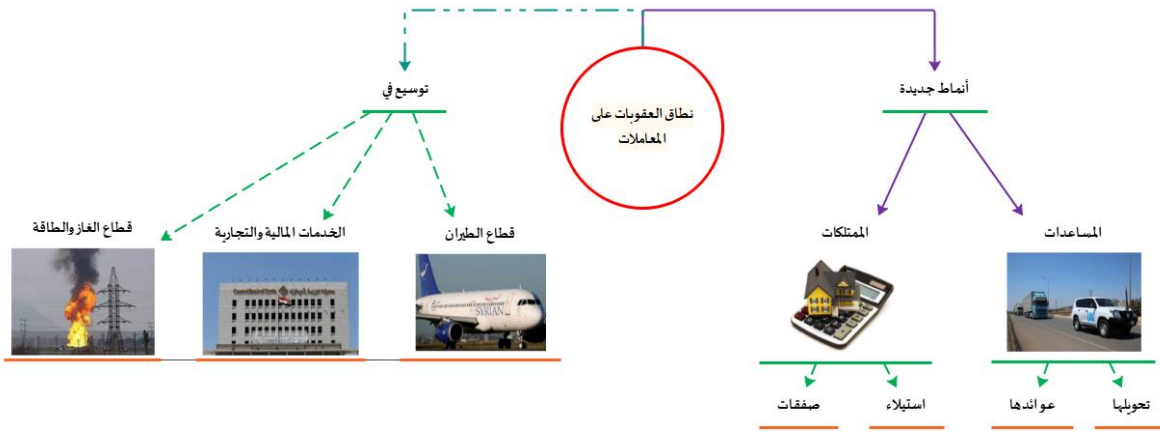 نطاق العقوبات على
المعاملات
أنماط جديدة
توسيع في
المساعدات
الممتلكات
قطاع الطيران
الخدمات المالية والتجارية
قطاع الغاز والطاقة
SYRIAN
تحويلها
عوائدها
استيلاء
صفقات